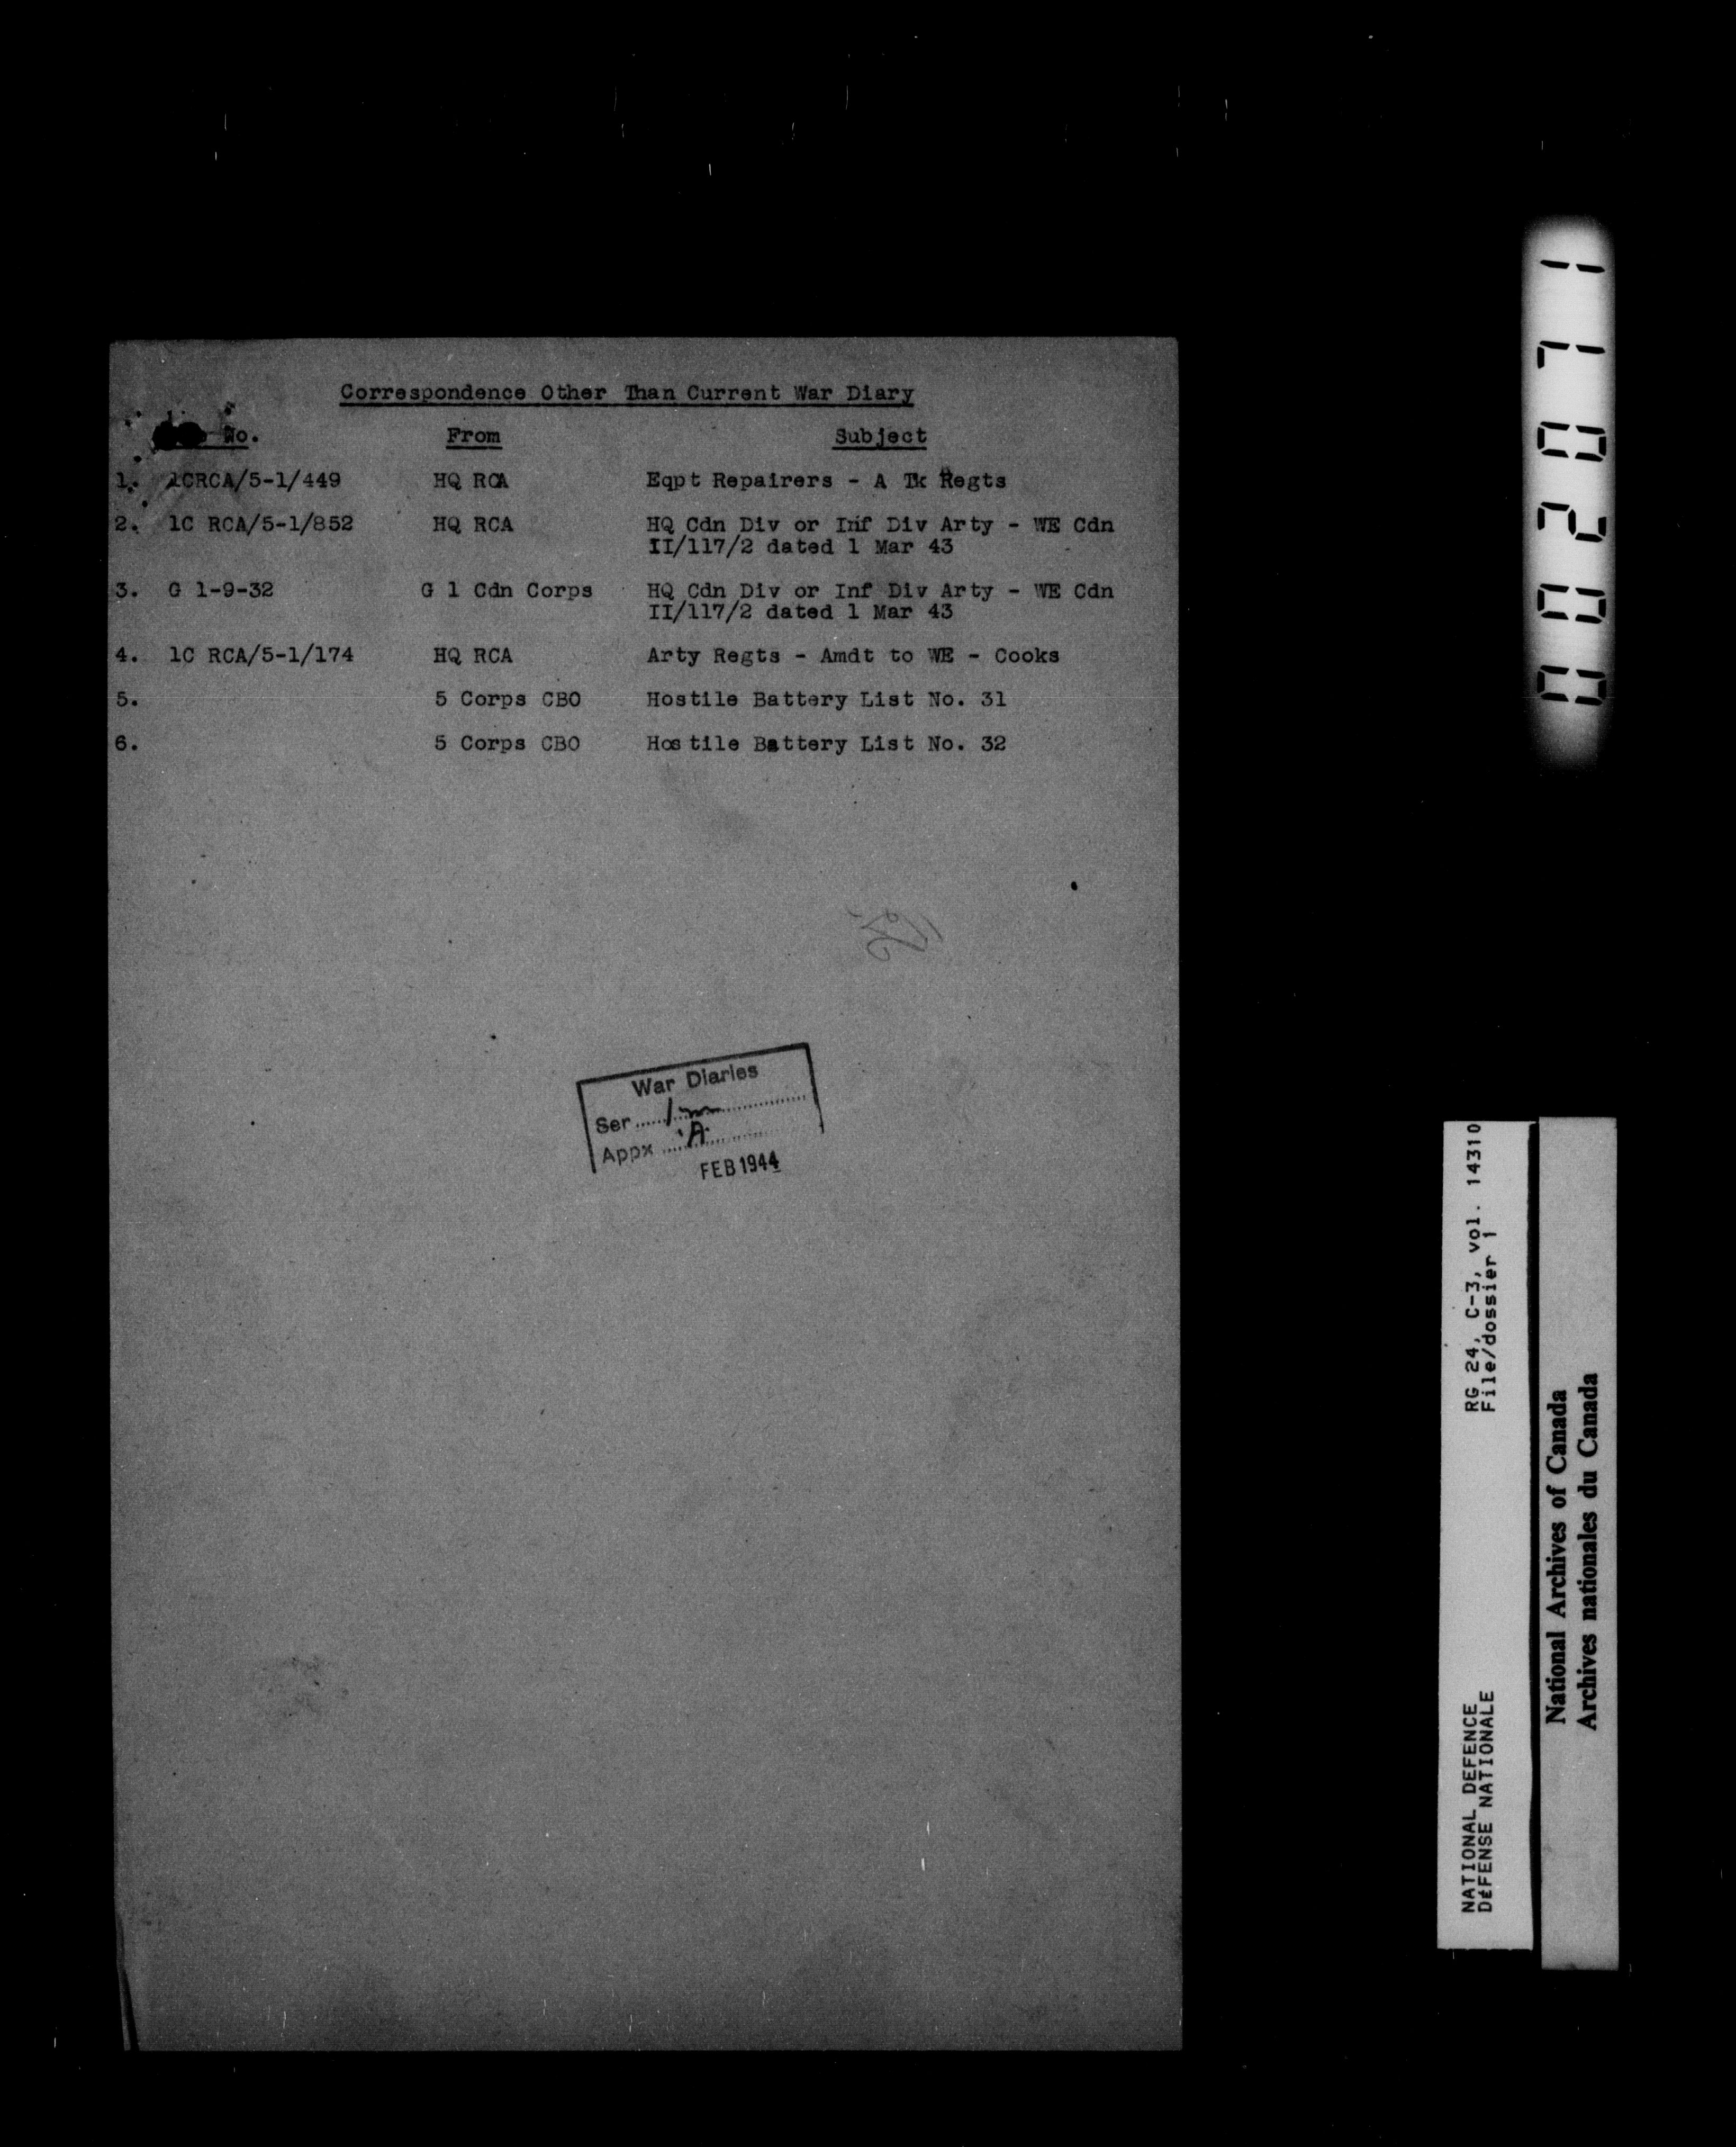 Correspondence Other Than Current War Diary
No. From Subject
1. 1CRCA/5-1/449 HQ RCA Eqpt Repairers - A Tk Regts
2. 1C RCA/5-1/852 HQ RCA HQ Cdn Div or Inf Div Arty - WE Cdn
II/117/2 dated 1 Mar 43
3. G 1-9-32 G 1 Cdn Corps HQ Cdn Div or Inf Div Arty - WE Cdn
II/117/2 dated 1 Mar 43
4. 1C RCA/5-1/174 HQ RCA Arty Regts - Amdt to WE - Cooks
5. 5 Corps CBO Hostile Battery List No. 31
6. 5 Corps CBO Hostile Battery List No. 32
War Diaries
Ser
Appx 'A'
FEB 1944
002071
RG 24, C-3, vol. 14310
File/dossier 1
NATIONAL DEFENCE
DÉFENSE NATIONALE
National Archives of Canada
Archives nationales du Canada